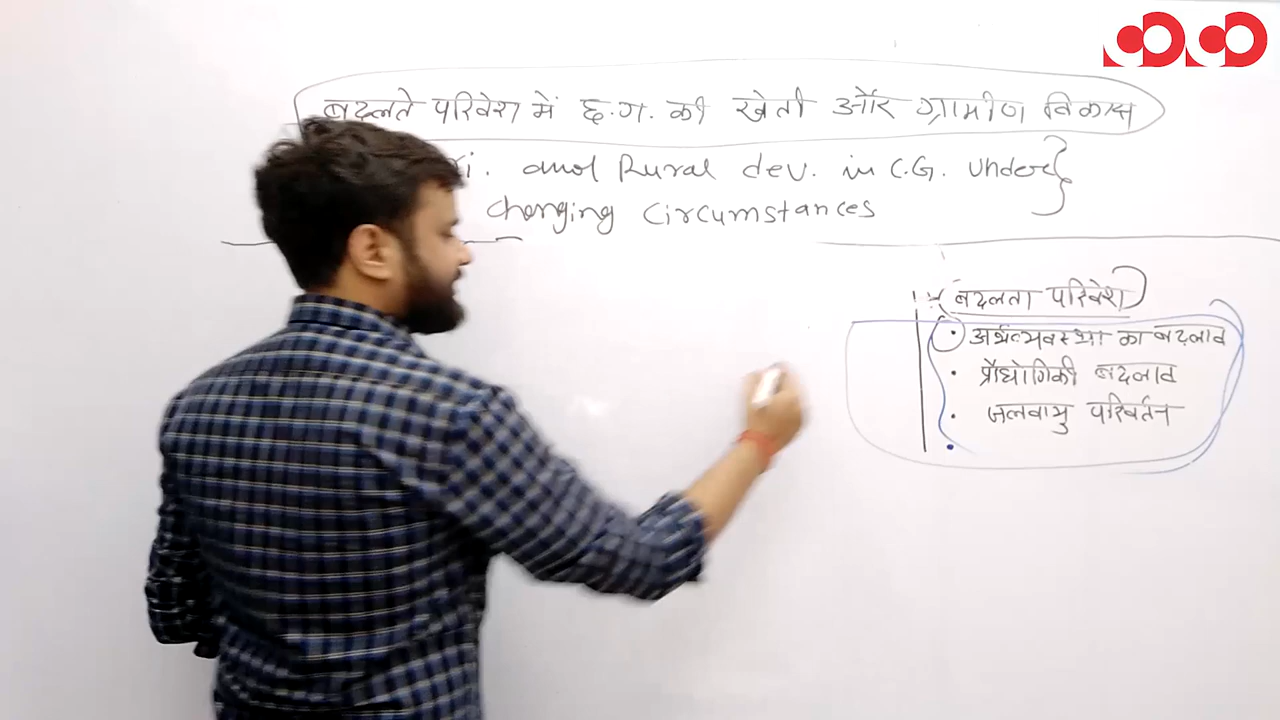 बदलते परिवेश में छ.ग. की खेती और ग्रामीण विकास
ri. and Rural dev. in C.G. under
changing circumstances
बदलता परिवेश
• अर्थव्यवस्था का बदलाव
• प्रौद्योगिकी बदलाव
• जलवायु परिवर्तन
•